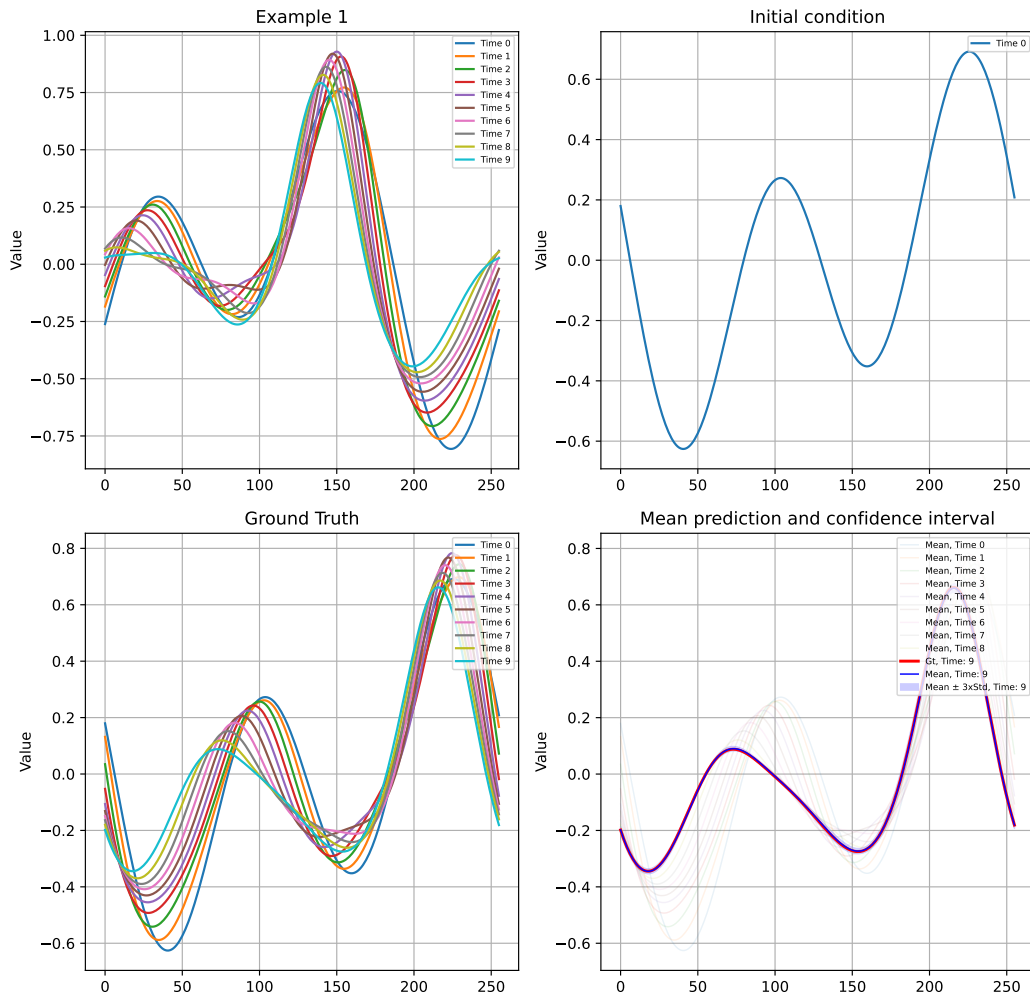 Example 1
Value
1.00
0.75
0.50
0.25
0.00
−0.25
−0.50
−0.75
0 50 100 150 200 250
Time 0
Time 1
Time 2
Time 3
Time 4
Time 5
Time 6
Time 7
Time 8
Time 9
Initial condition
Value
0.6
0.4
0.2
0.0
−0.2
−0.4
−0.6
0 50 100 150 200 250
Time 0
Ground Truth
Value
0.8
0.6
0.4
0.2
0.0
−0.2
−0.4
−0.6
0 50 100 150 200 250
Time 0
Time 1
Time 2
Time 3
Time 4
Time 5
Time 6
Time 7
Time 8
Time 9
Mean prediction and confidence interval
Value
0.8
0.6
0.4
0.2
0.0
−0.2
−0.4
−0.6
0 50 100 150 200 250
Mean, Time 0
Mean, Time 1
Mean, Time 2
Mean, Time 3
Mean, Time 4
Mean, Time 5
Mean, Time 6
Mean, Time 7
Mean, Time 8
Gt, Time: 9
Mean, Time: 9
Mean ± 3xStd, Time: 9